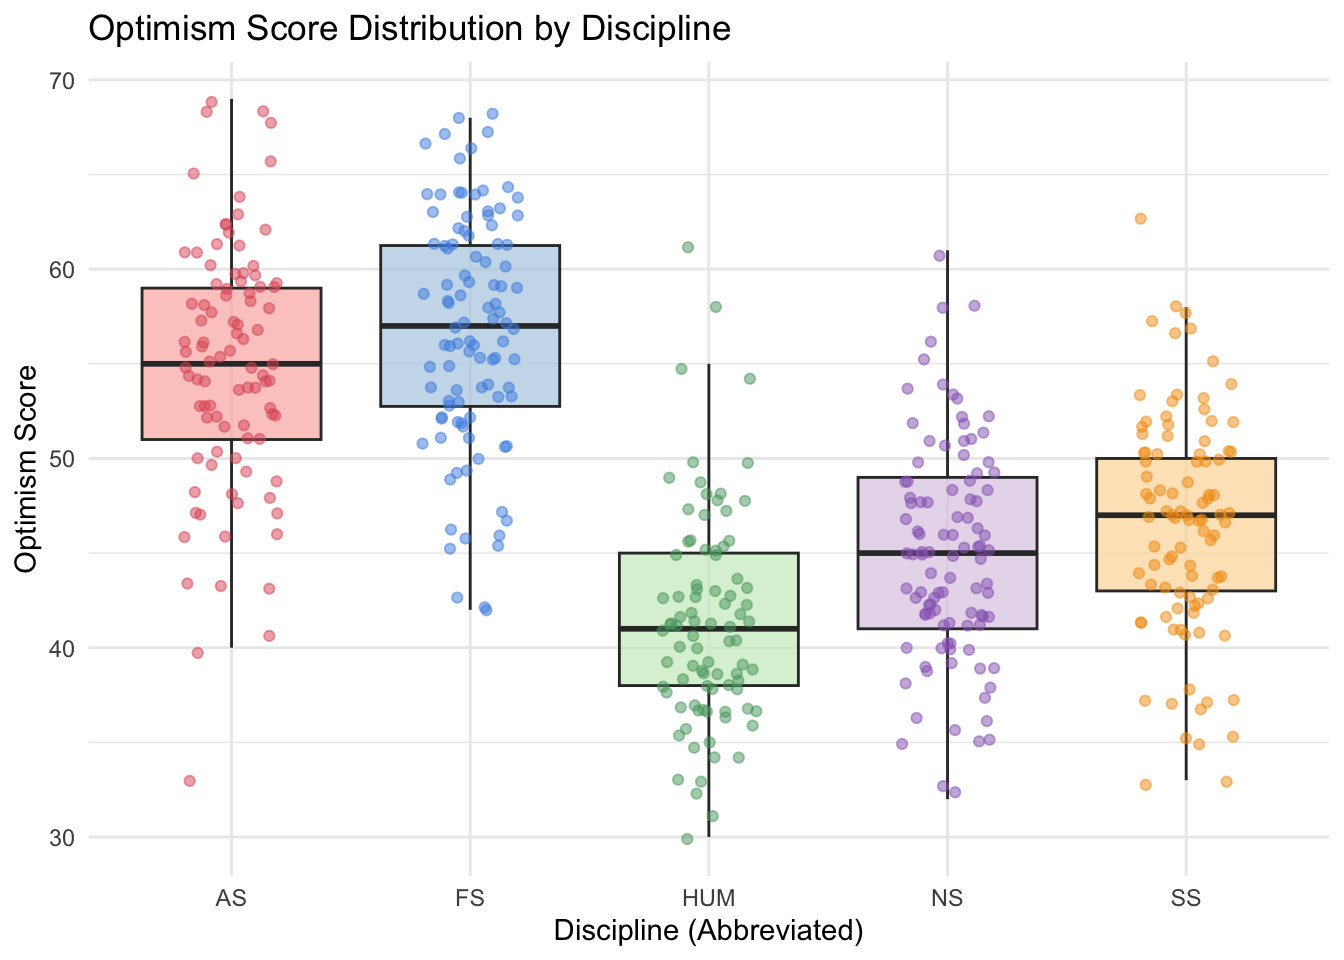 Optimism Score Distribution by Discipline
70
60
50
40
30
Optimism Score
AS FS HUM NS SS
Discipline (Abbreviated)